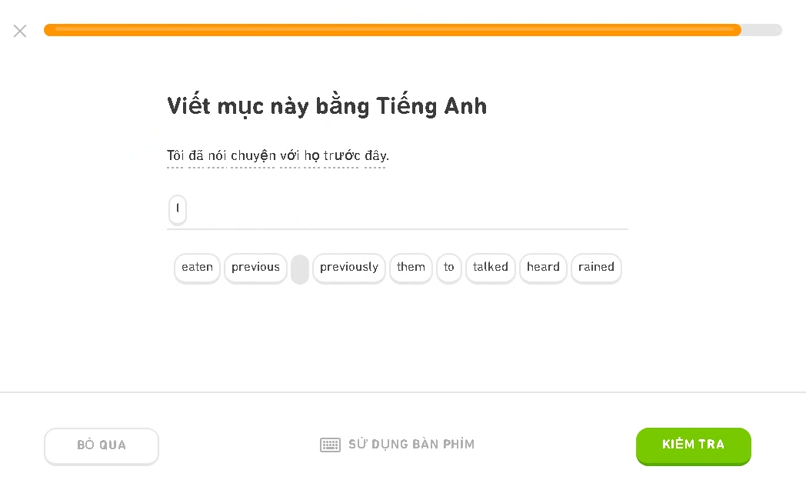 Viết mục này bằng Tiếng Anh
Tôi đã nói chuyện với họ trước đây.
I
eaten previous previously them to talked heard rained
BỎ QUA SỬ DỤNG BÀN PHÍM KIỂM TRA